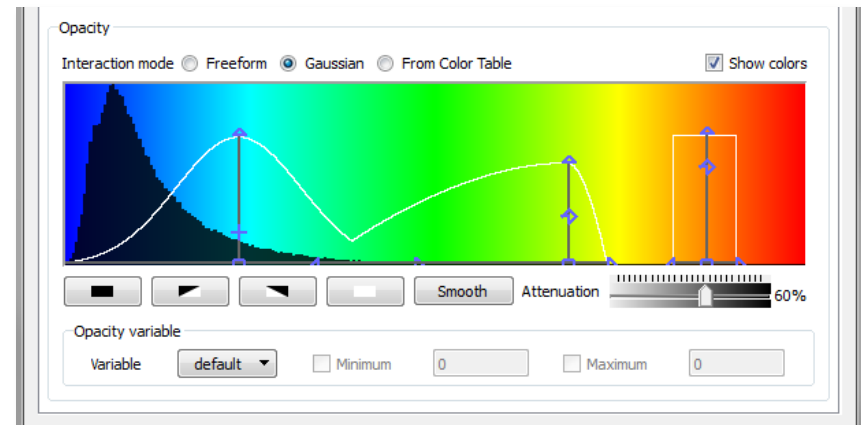 Opacity
Interaction mode Freeform Gaussian From Color Table Show colors
Smooth Attenuation 60%
Opacity variable
Variable default Minimum 0 Maximum 0